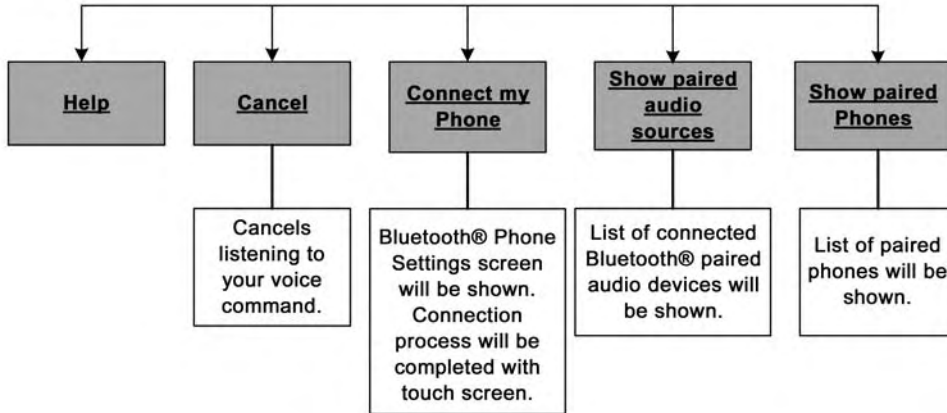 Help
Cancel
Connect my
Phone
Show paired
audio
sources
Show paired
Phones
Cancels
listening to
your voice
command.
Bluetooth® Phone
Settings screen
will be shown.
Connection
process will be
completed with
touch screen.
List of connected
Bluetooth® paired
audio devices will
be shown.
List of paired
phones will be
shown.